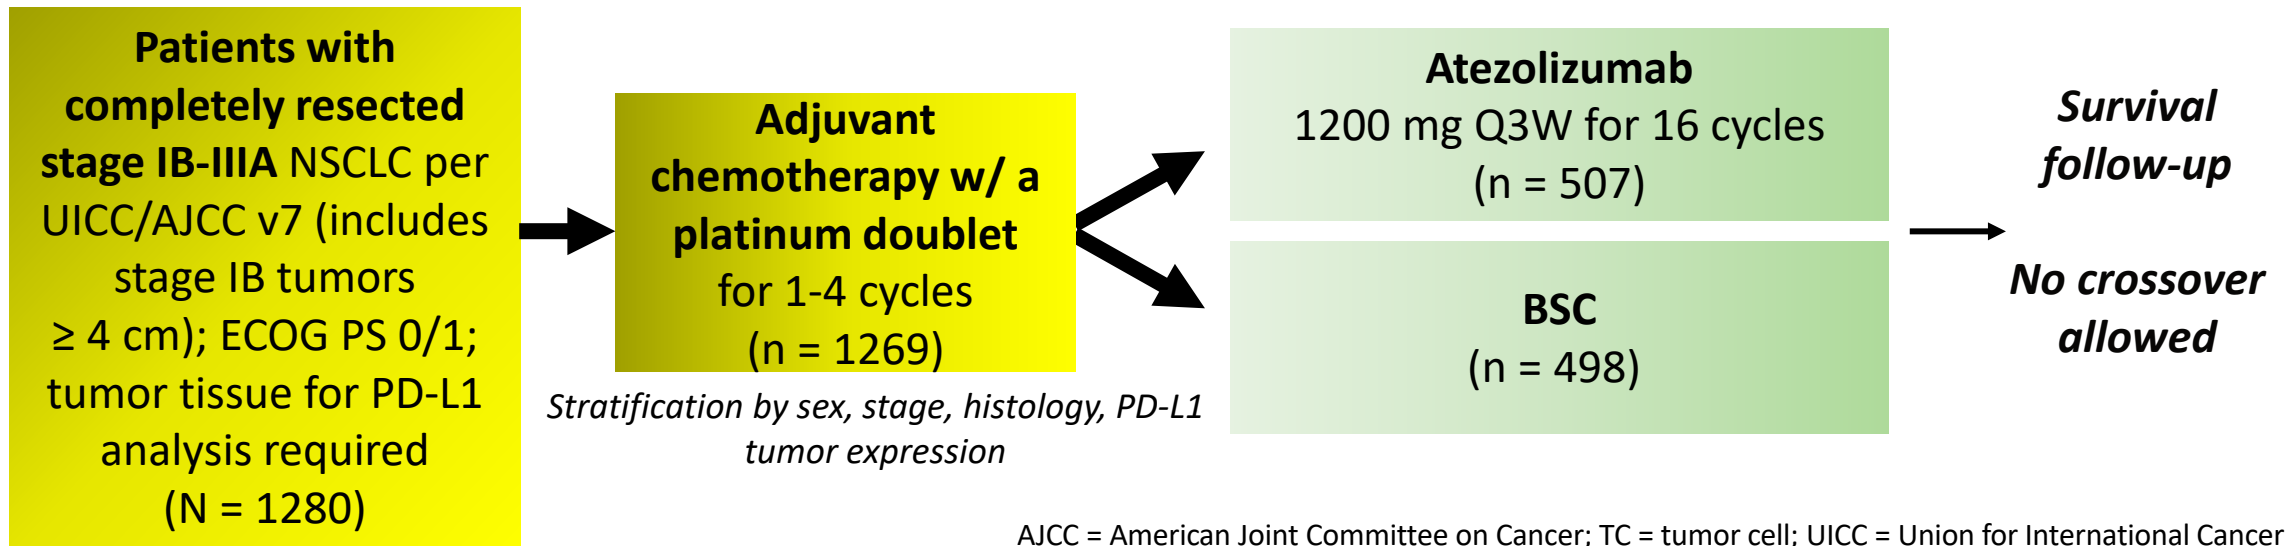 Patients with
completely resected
stage IB-IIIA NSCLC per
UICC/AJCC v7 (includes
stage IB tumors
≥ 4 cm); ECOG PS 0/1;
tumor tissue for PD-L1
analysis required
(N = 1280)
Adjuvant
chemotherapy w/ a
platinum doublet
for 1-4 cycles
(n = 1269)
Stratification by sex, stage, histology, PD-L1
tumor expression
Atezolizumab
1200 mg Q3W for 16 cycles
(n = 507)
BSC
(n = 498)
Survival
follow-up
No crossover
allowed
AJCC = American Joint Committee on Cancer; TC = tumor cell; UICC = Union for International Cancer